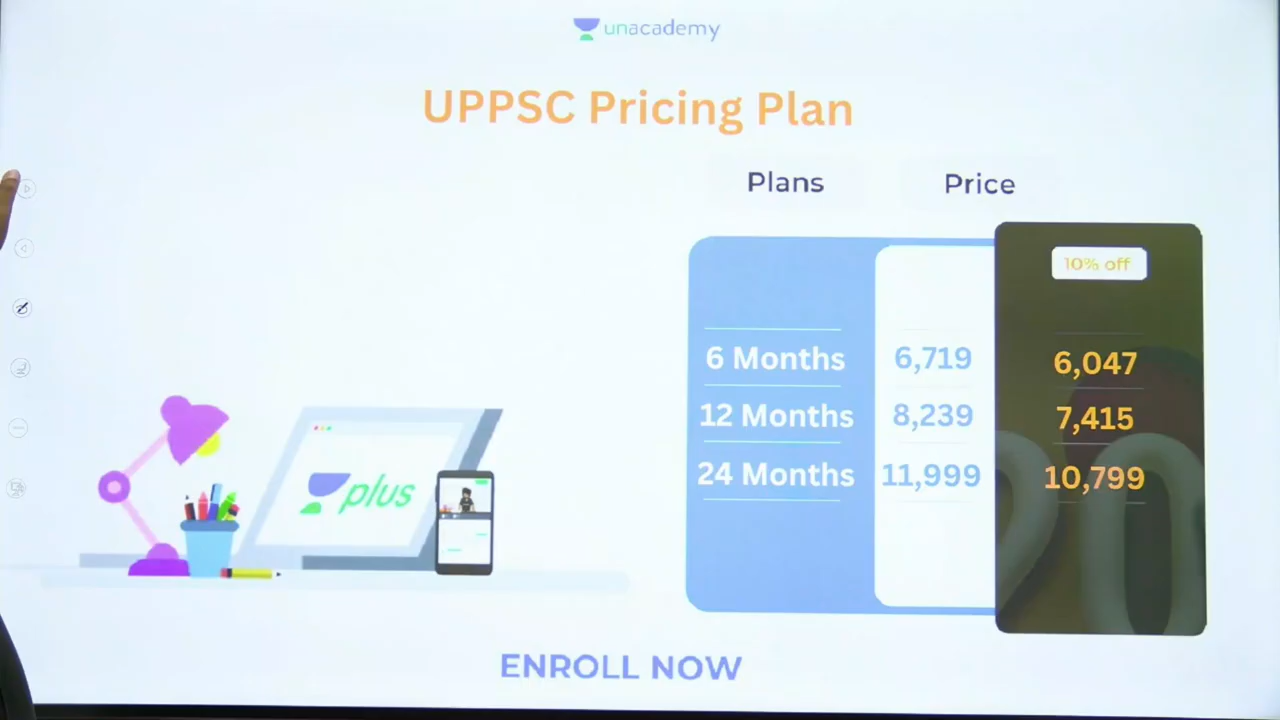 unacademy
UPPSC Pricing Plan
Plans Price
10% off
6 Months 6,719 6,047
12 Months 8,239 7,415
24 Months 11,999 10,799
plus
20
ENROLL NOW